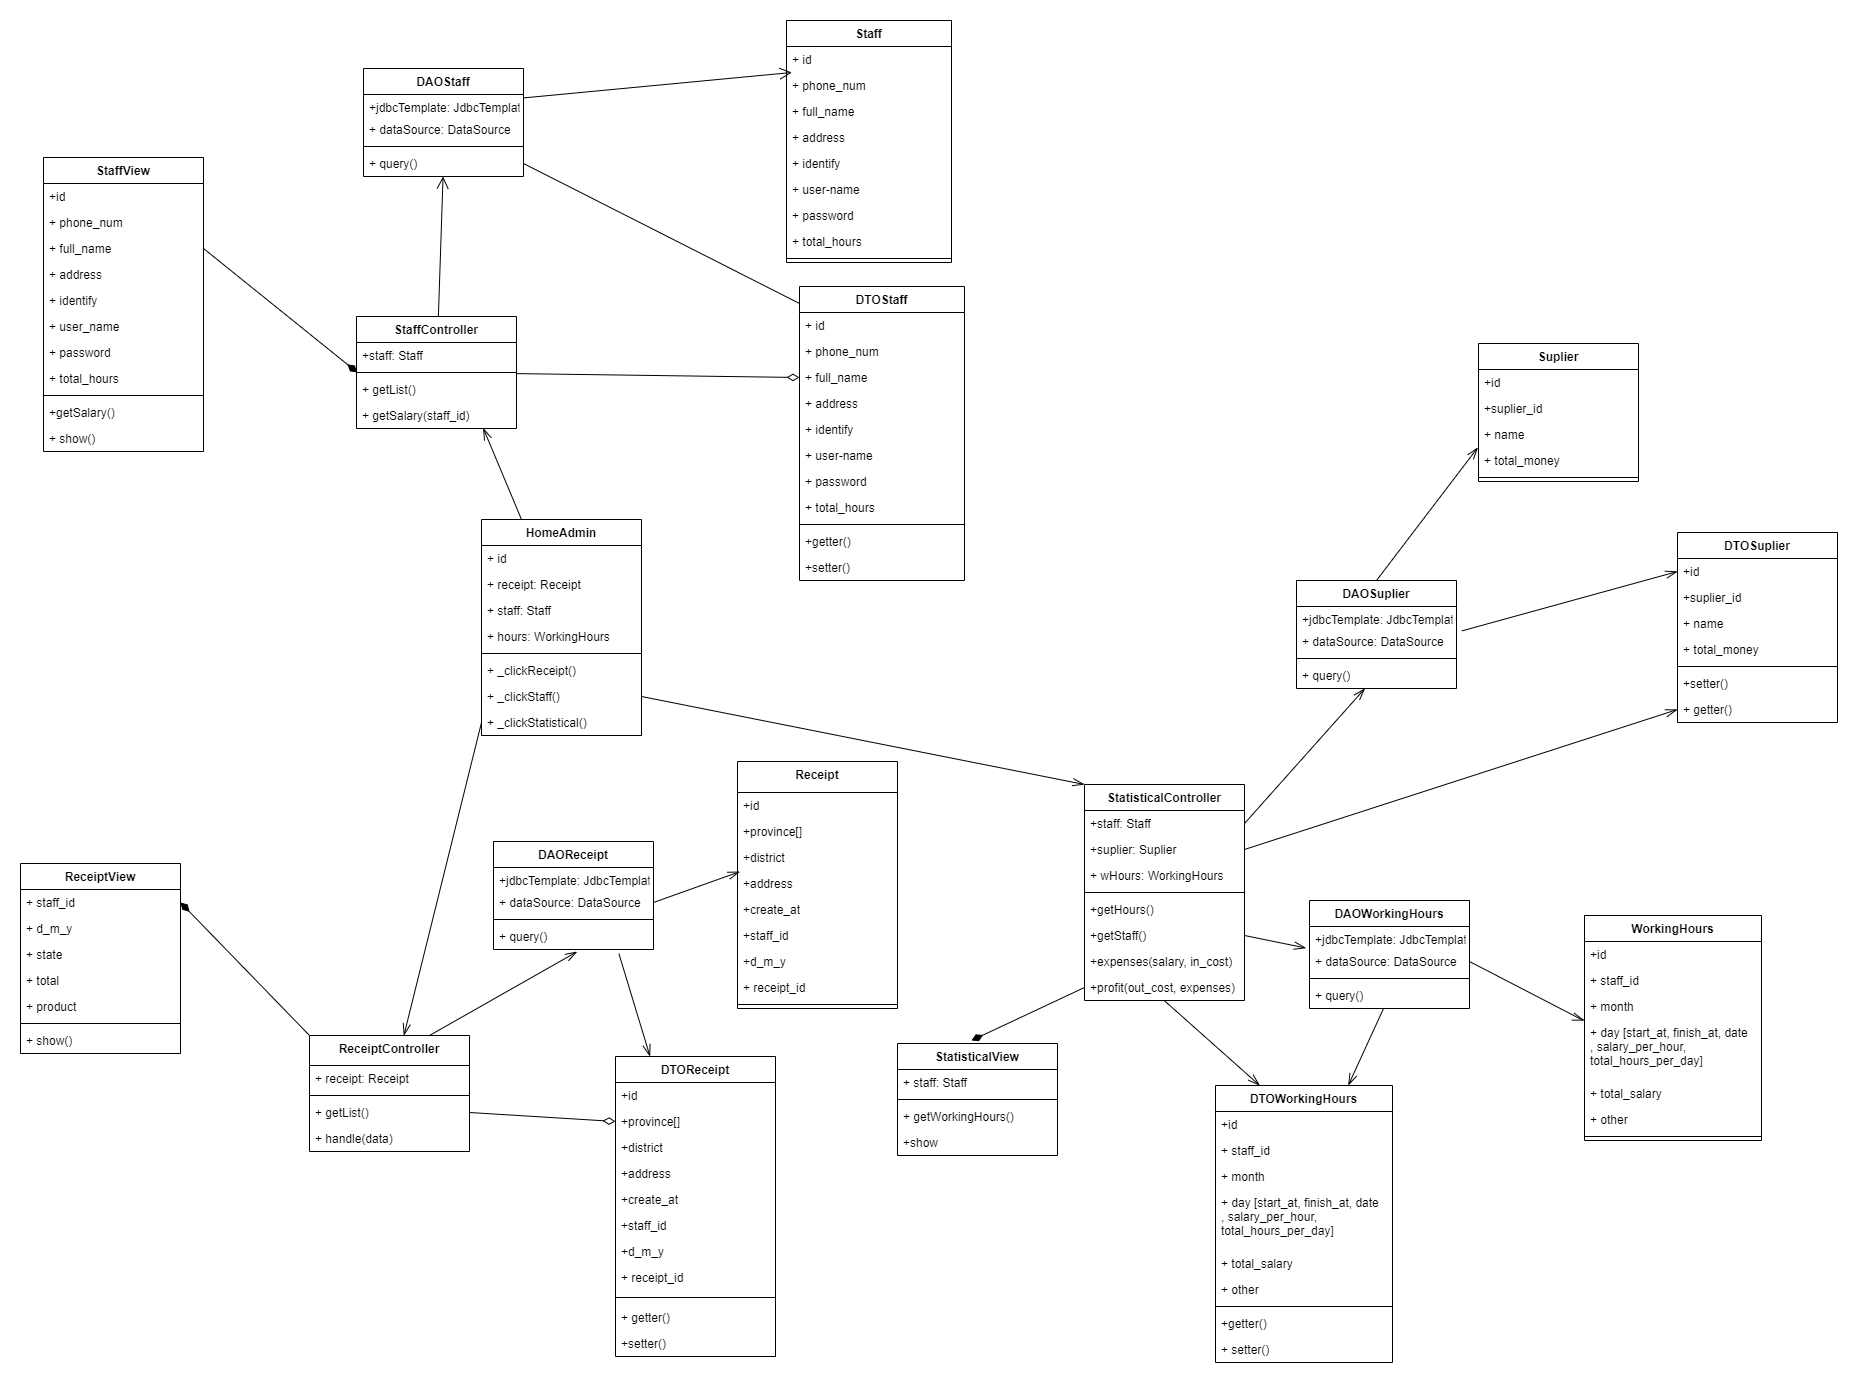 Staff
+ id
+ phone_num
+ full_name
+ address
+ identify
+ user-name
+ password
+ total_hours
DAOStaff
+jdbcTemplate: JdbcTemplat
+ dataSource: DataSource
+ query()
StaffView
+id
+ phone_num
+ full_name
+ address
+ identify
+ user_name
+ password
+ total_hours
+getSalary()
+ show()
StaffController
+staff: Staff
+ getList()
+ getSalary(staff_id)
DTOStaff
+ id
+ phone_num
+ full_name
+ address
+ identify
+ user-name
+ password
+ total_hours
+getter()
+setter()
Suplier
+id
+suplier_id
+ name
+ total_money
HomeAdmin
+ id
+ receipt: Receipt
+ staff: Staff
+ hours: WorkingHours
+ _clickReceipt()
+ _clickStaff()
+ _clickStatistical()
DAOSuplier
+jdbcTemplate: JdbcTemplat
+ dataSource: DataSource
+ query()
DTOSuplier
+id
+suplier_id
+ name
+ total_money
+setter()
+ getter()
Receipt
+id
+province[]
+district
+address
+create_at
+staff_id
+d_m_y
+ receipt_id
StatisticalController
+staff: Staff
+suplier: Suplier
+ wHours: WorkingHours
+getHours()
+getStaff()
+expenses(salary, in_cost)
+profit(out_cost, expenses)
DAOReceipt
+jdbcTemplate: JdbcTemplat
+ dataSource: DataSource
+ query()
ReceiptView
+ staff_id
+ d_m_y
+ state
+ total
+ product
+ show()
DAOWorkingHours
+jdbcTemplate: JdbcTemplat
+ dataSource: DataSource
+ query()
WorkingHours
+id
+ staff_id
+ month
+ day [start_at, finish_at, date
, salary_per_hour,
total_hours_per_day]
+ total_salary
+ other
ReceiptController
+ receipt: Receipt
+ getList()
+ handle(data)
StatisticalView
+ staff: Staff
+ getWorkingHours()
+show
DTOReceipt
+id
+province[]
+district
+address
+create_at
+staff_id
+d_m_y
+ receipt_id
+ getter()
+setter()
DTOWorkingHours
+id
+ staff_id
+ month
+ day [start_at, finish_at, date
, salary_per_hour,
total_hours_per_day]
+ total_salary
+ other
+getter()
+ setter()